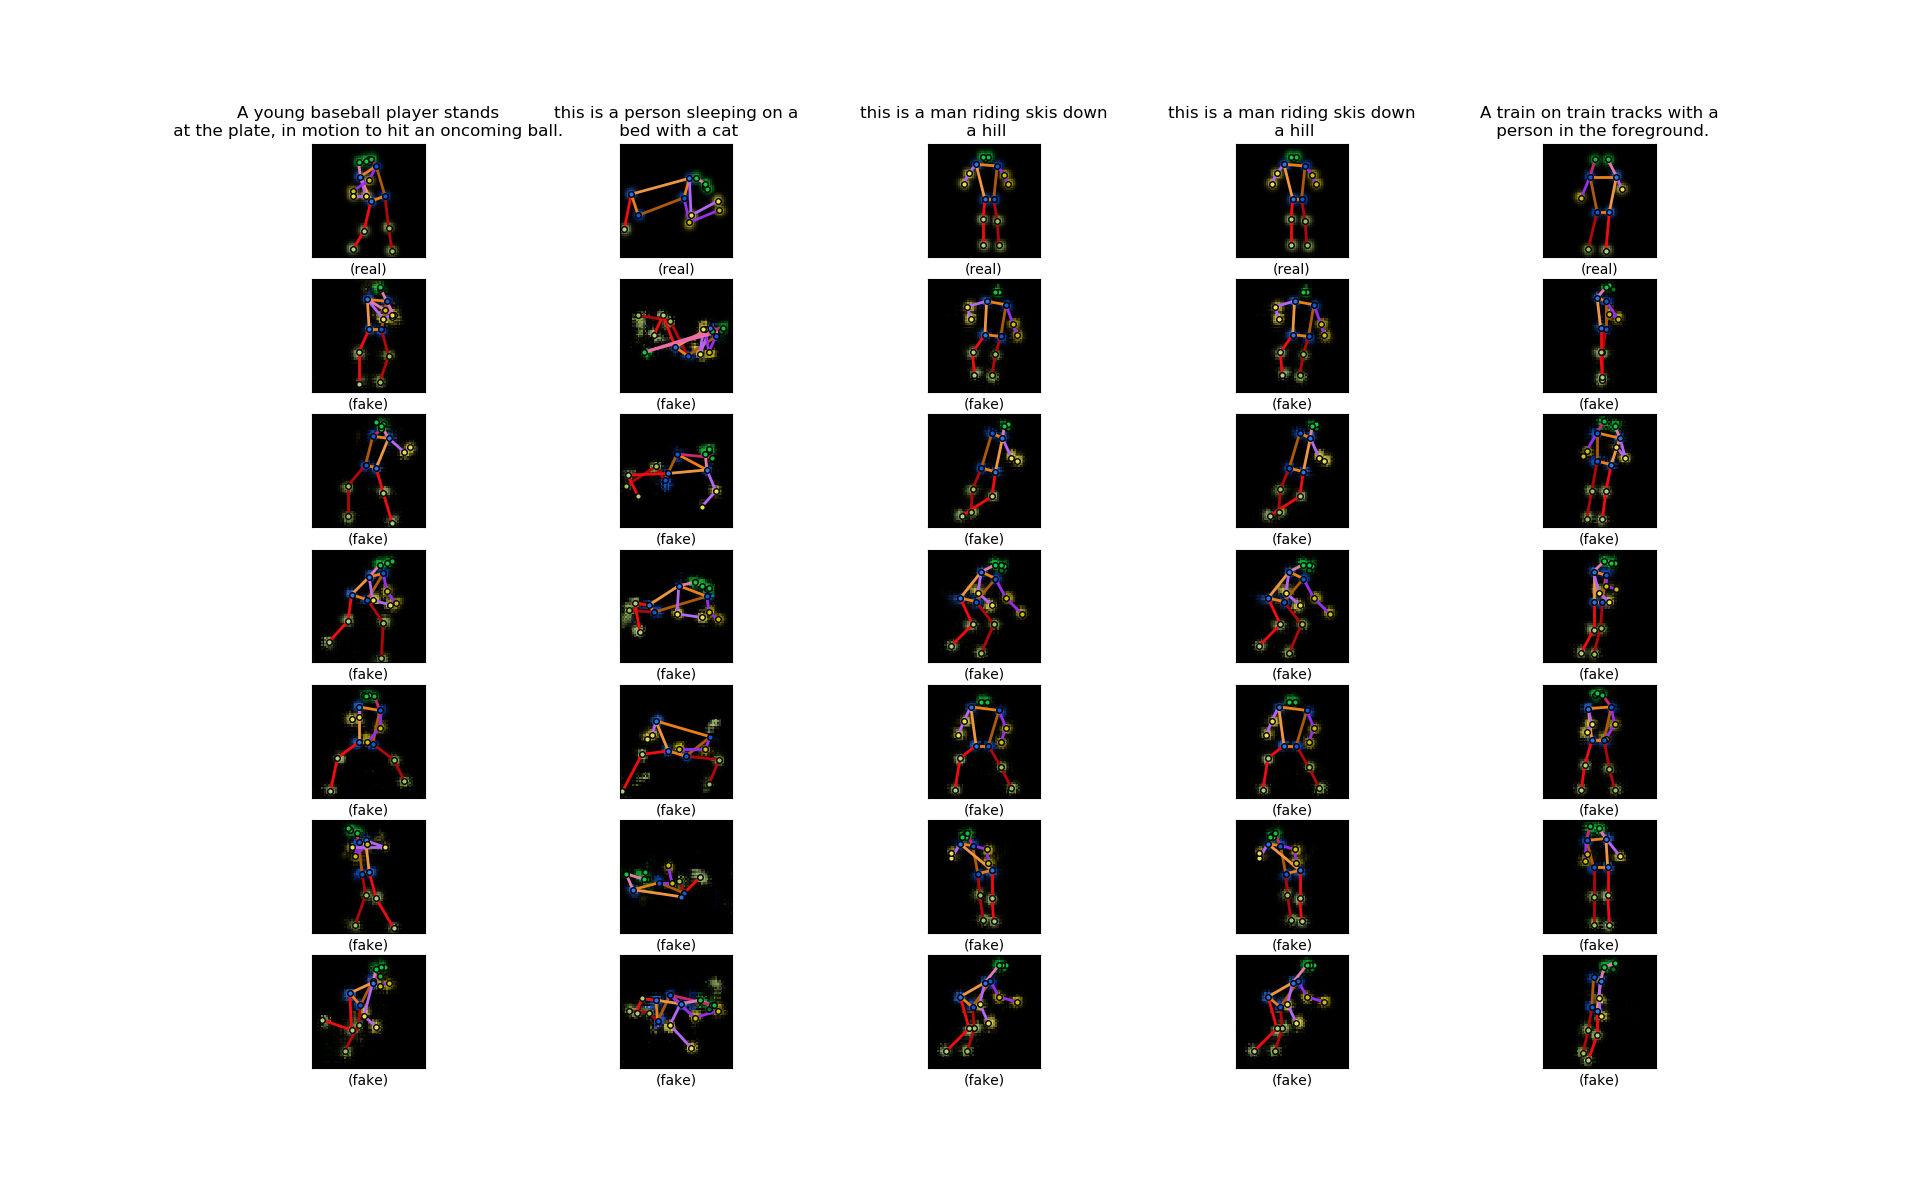 A young baseball player stands
at the plate, in motion to hit an oncoming ball.
this is a person sleeping on a
bed with a cat
this is a man riding skis down
a hill
this is a man riding skis down
a hill
A train on train tracks with a
person in the foreground.
(real) (real) (real) (real) (real)
(fake) (fake) (fake) (fake) (fake)
(fake) (fake) (fake) (fake) (fake)
(fake) (fake) (fake) (fake) (fake)
(fake) (fake) (fake) (fake) (fake)
(fake) (fake) (fake) (fake) (fake)
(fake) (fake) (fake) (fake) (fake)